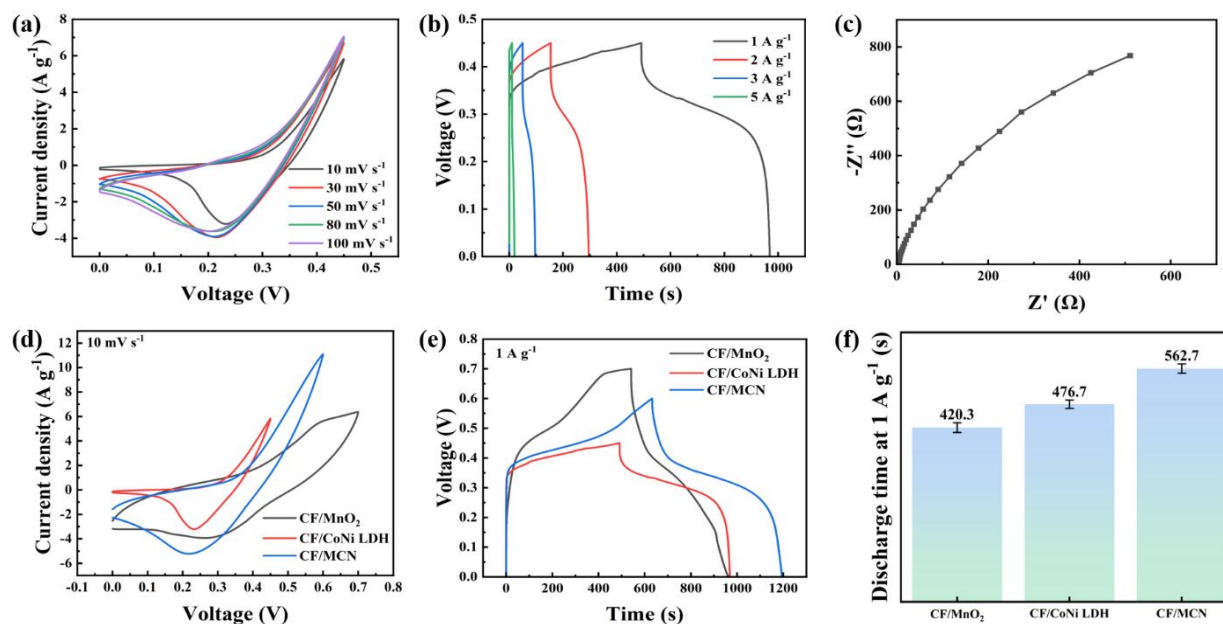 (a)
8
6
4
2
0
-2
-4
Current density (A g⁻¹)
10 mV s⁻¹
30 mV s⁻¹
50 mV s⁻¹
80 mV s⁻¹
100 mV s⁻¹
0.0 0.1 0.2 0.3 0.4 0.5
Voltage (V)
(b)
0.5
0.4
0.3
0.2
0.1
0.0
Voltage (V)
1 A g⁻¹
2 A g⁻¹
3 A g⁻¹
5 A g⁻¹
0 200 400 600 800 1000
Time (s)
(c)
800
600
400
200
0
-Z'' (Ω)
0 200 400 600
Z' (Ω)
(d)
12
10
8
6
4
2
0
-2
-4
-6
Current density (A g⁻¹)
10 mV s⁻¹
CF/MnO₂
CF/CoNi LDH
CF/MCN
-0.1 0.0 0.1 0.2 0.3 0.4 0.5 0.6 0.7 0.8
Voltage (V)
(e)
0.8
0.7
0.6
0.5
0.4
0.3
0.2
0.1
0.0
Voltage (V)
1 A g⁻¹
CF/MnO₂
CF/CoNi LDH
CF/MCN
0 200 400 600 800 1000 1200
Time (s)
(f)
Discharge time at 1 A g⁻¹ (s)
420.3
476.7
562.7
CF/MnO₂
CF/CoNi LDH
CF/MCN